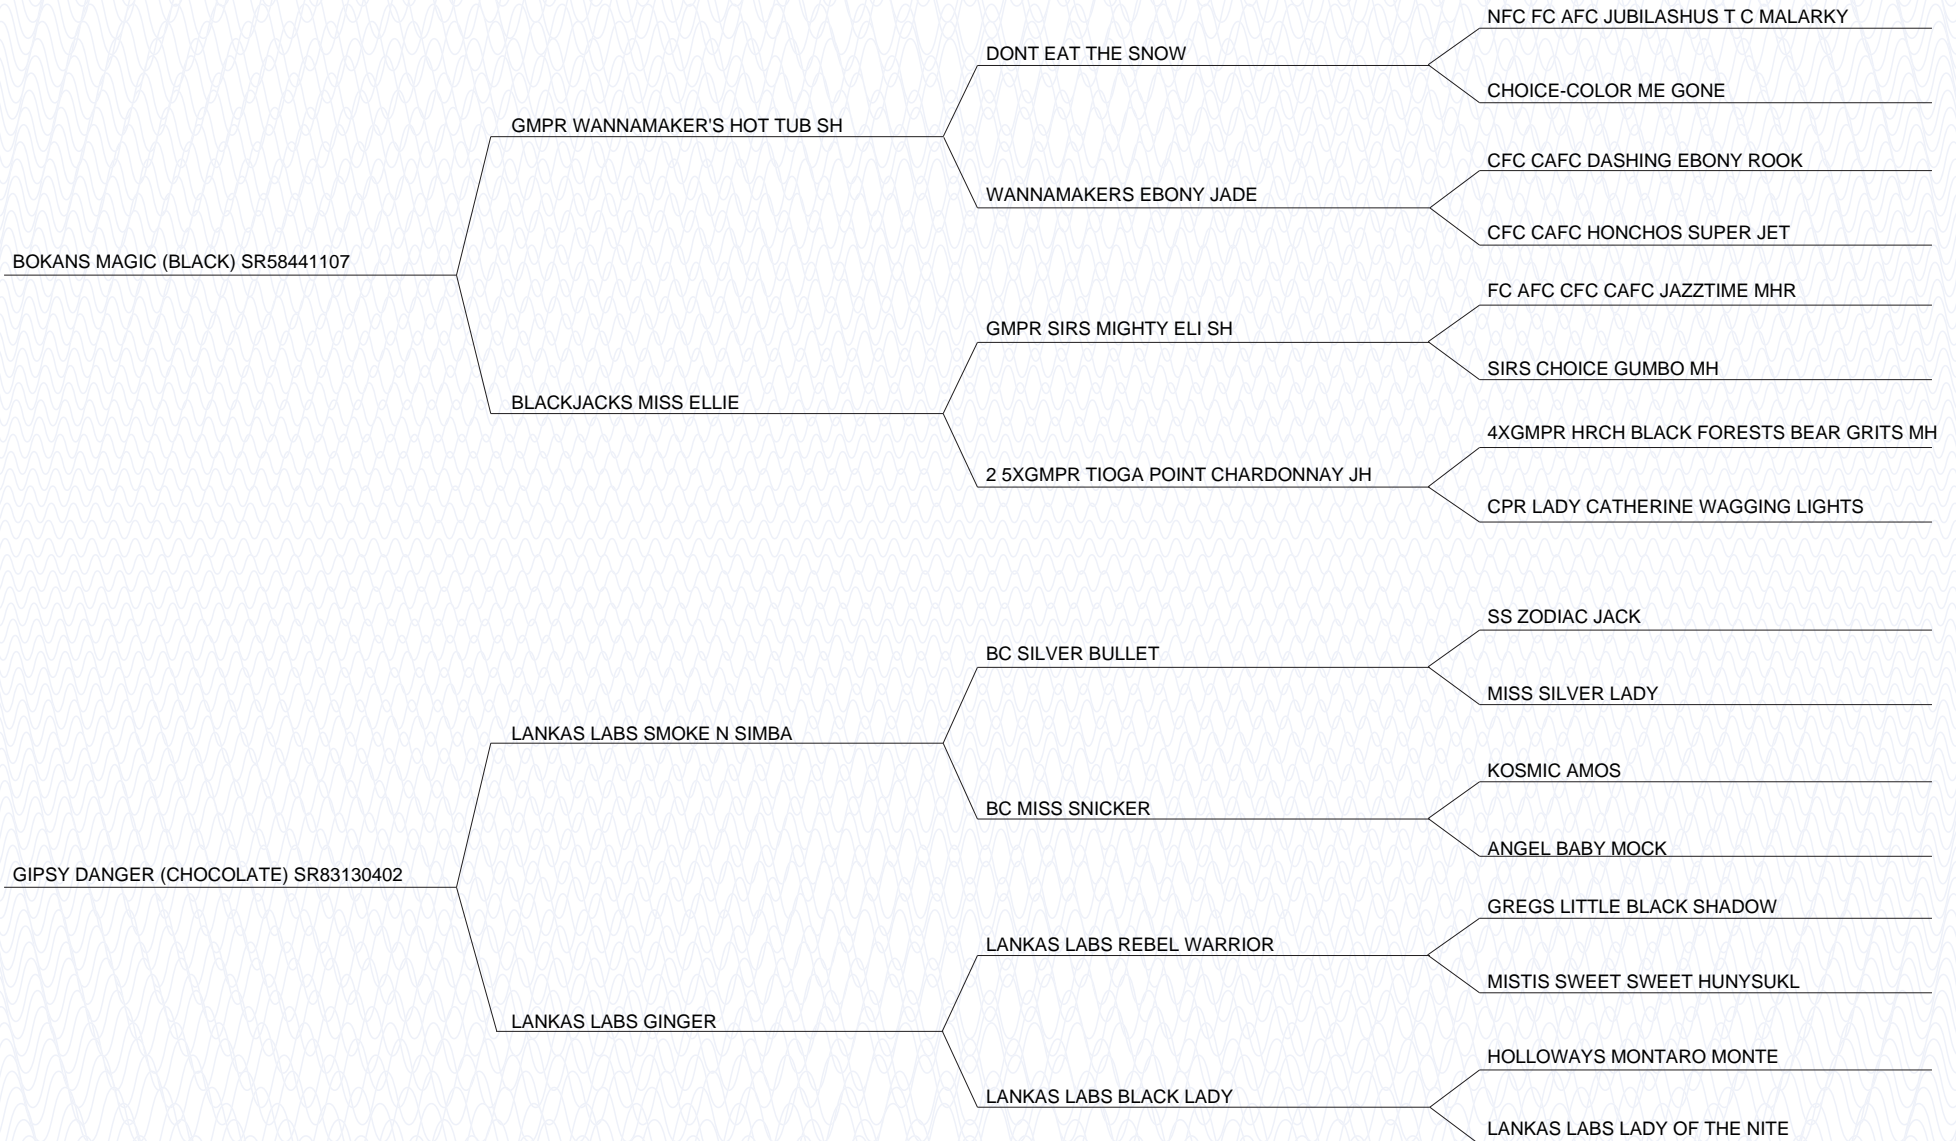 NFC FC AFC JUBILASHUS T C MALARKY
DONT EAT THE SNOW
CHOICE-COLOR ME GONE
GMPR WANNAMAKER'S HOT TUB SH
CFC CAFC DASHING EBONY ROOK
WANNAMAKERS EBONY JADE
CFC CAFC HONCHOS SUPER JET
BOKANS MAGIC (BLACK) SR58441107
FC AFC CFC CAFC JAZZTIME MHR
GMPR SIRS MIGHTY ELI SH
SIRS CHOICE GUMBO MH
BLACKJACKS MISS ELLIE
4XGMPR HRCH BLACK FORESTS BEAR GRITS MH
2 5XGMPR TIOGA POINT CHARDONNAY JH
CPR LADY CATHERINE WAGGING LIGHTS
SS ZODIAC JACK
BC SILVER BULLET
MISS SILVER LADY
LANKAS LABS SMOKE N SIMBA
KOSMIC AMOS
BC MISS SNICKER
ANGEL BABY MOCK
GIPSY DANGER (CHOCOLATE) SR83130402
GREGS LITTLE BLACK SHADOW
LANKAS LABS REBEL WARRIOR
MISTIS SWEET SWEET HUNYSUKL
LANKAS LABS GINGER
HOLLOWAYS MONTARO MONTE
LANKAS LABS BLACK LADY
LANKAS LABS LADY OF THE NITE